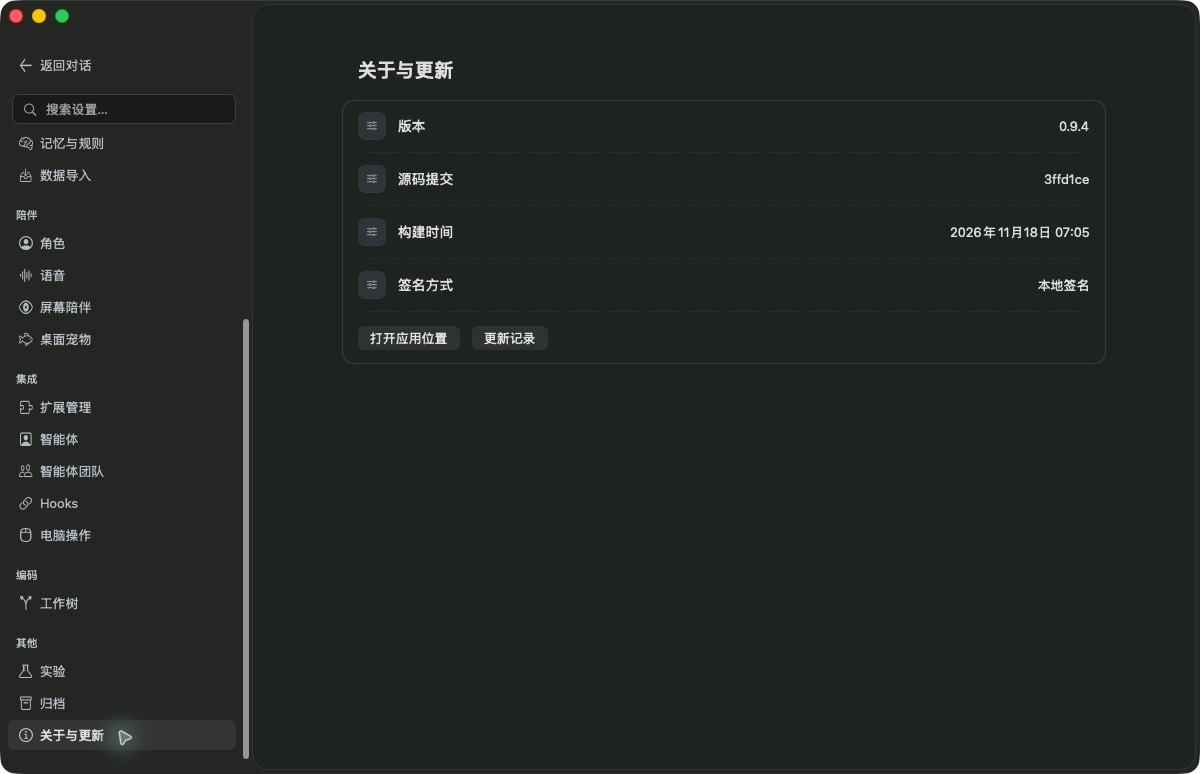 返回对话
搜索设置...
记忆与规则
数据导入
陪伴
角色
语音
屏幕陪伴
桌面宠物
集成
扩展管理
智能体
智能体团队
Hooks
电脑操作
编码
工作树
其他
实验
归档
关于与更新
关于与更新
版本 0.9.4
源码提交 3ffd1ce
构建时间 2026年11月18日 07:05
签名方式 本地签名
打开应用位置 更新记录